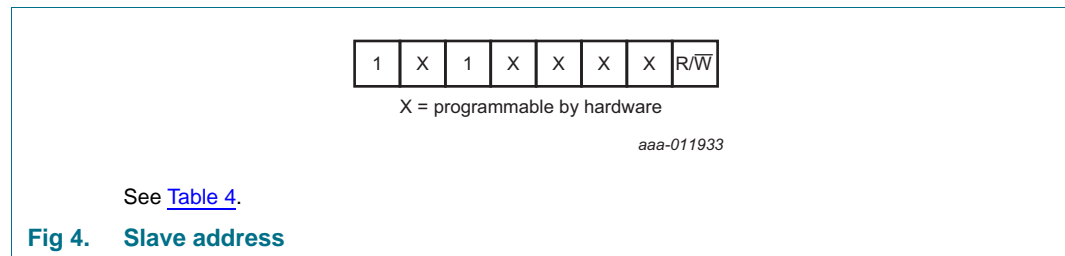 1 X 1 X X X X R/W̅
X = programmable by hardware
aaa-011933
See Table 4.
Fig 4. Slave address